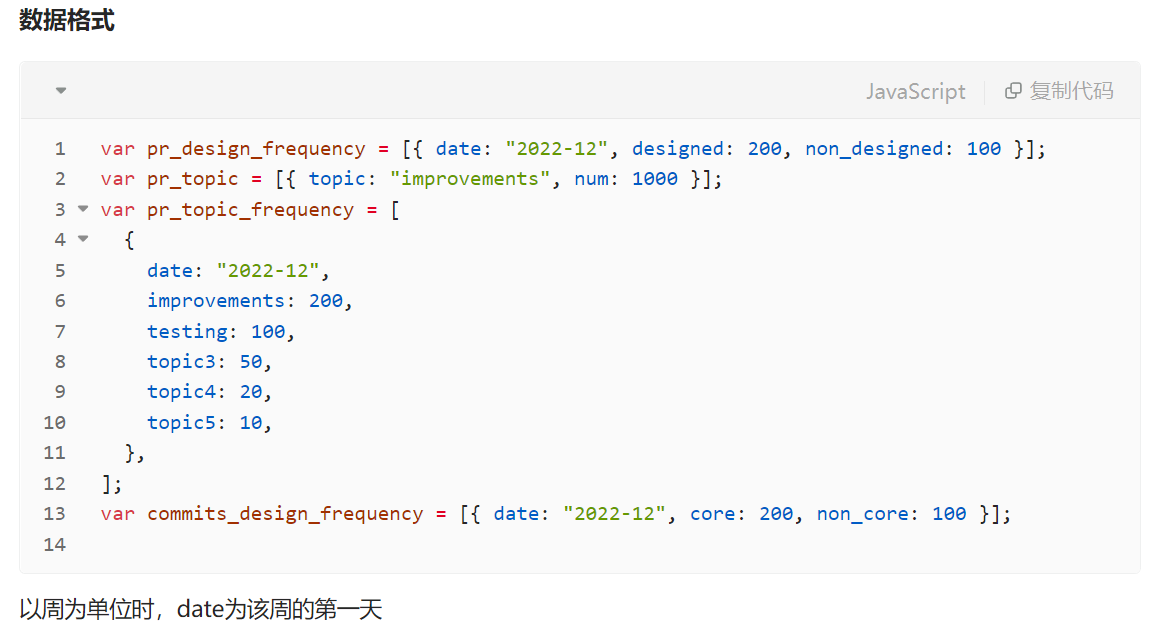 数据格式
JavaScript 复制代码
1 var pr_design_frequency = [{ date: "2022-12", designed: 200, non_designed: 100 }];
2 var pr_topic = [{ topic: "improvements", num: 1000 }];
3 var pr_topic_frequency = [
4 {
5 date: "2022-12",
6 improvements: 200,
7 testing: 100,
8 topic3: 50,
9 topic4: 20,
10 topic5: 10,
11 },
12 ];
13 var commits_design_frequency = [{ date: "2022-12", core: 200, non_core: 100 }];
14
以周为单位时，date为该周的第一天